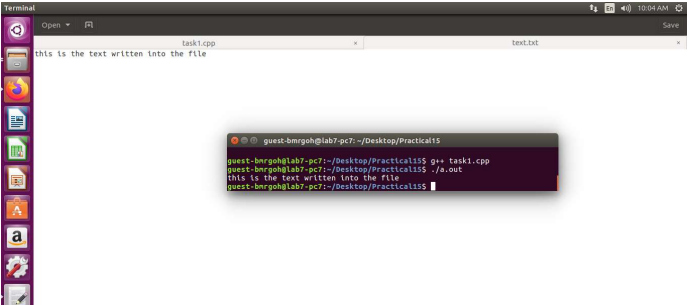 Terminal
En
10:04 AM
Open
Save
task1.cpp
×
text.txt
×
this is the text written into the file
guest-bmrgoh@lab7-pc7: ~/Desktop/Practical15
guest-bmrgoh@lab7-pc7:~/Desktop/Practical15$ g++ task1.cpp
guest-bmrgoh@lab7-pc7:~/Desktop/Practical15$ ./a.out
this is the text written into the file
guest-bmrgoh@lab7-pc7:~/Desktop/Practical15$